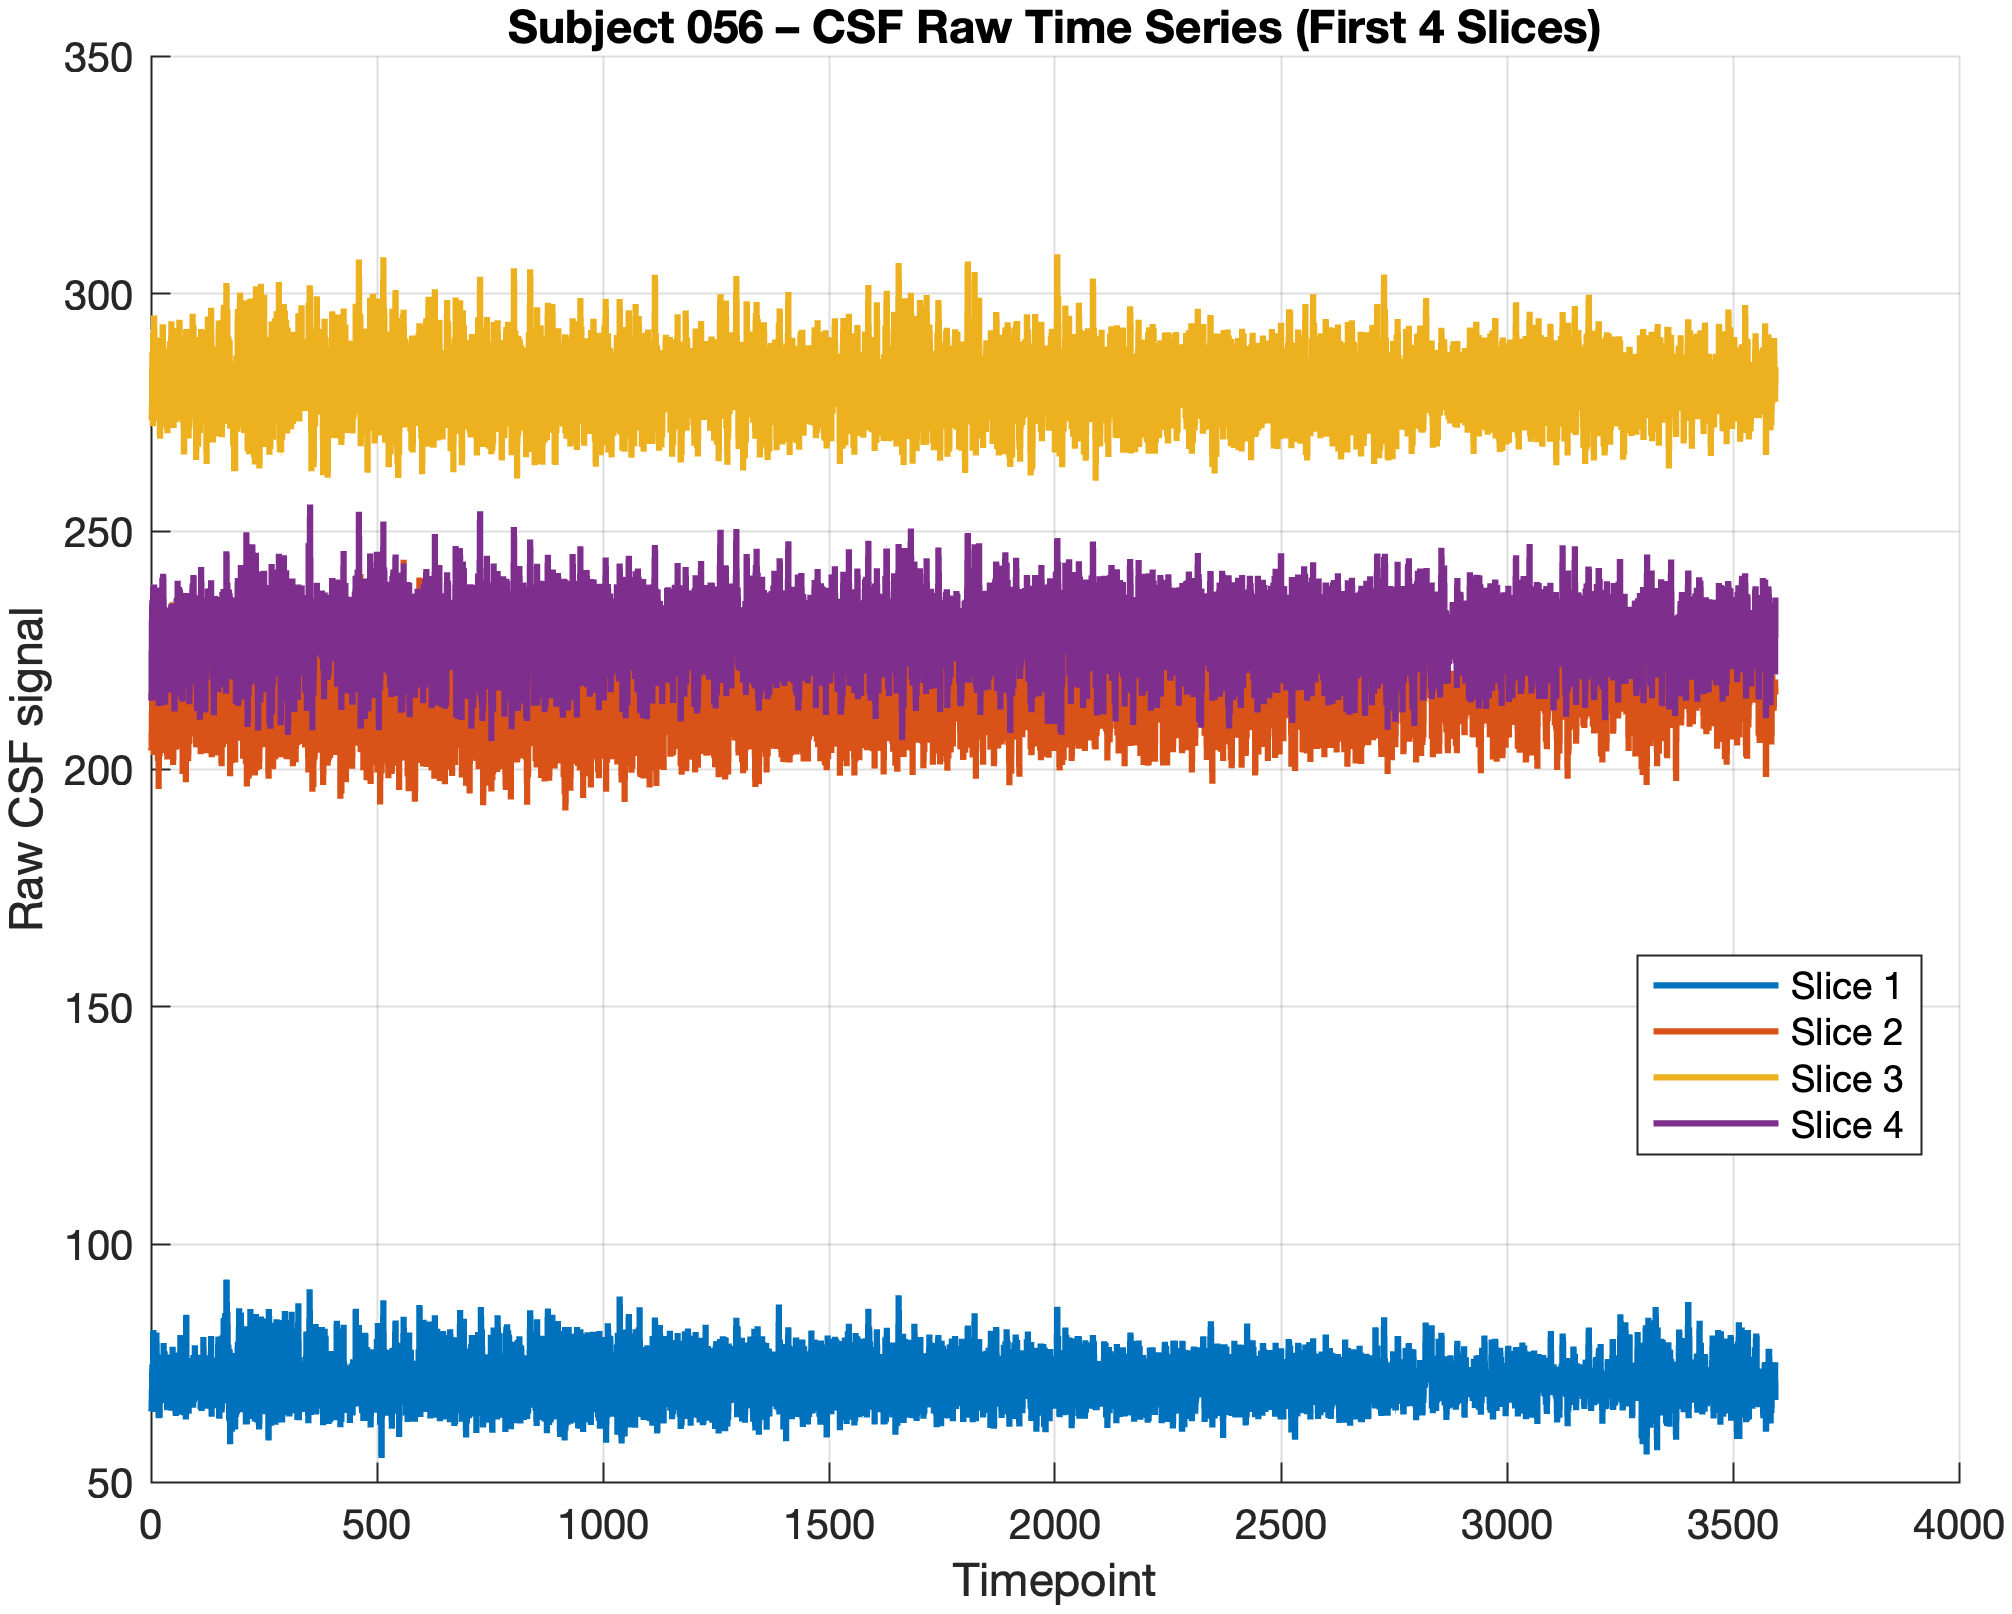 Subject 056 – CSF Raw Time Series (First 4 Slices)
350
300
250
200
150
100
50
Raw CSF signal
Slice 1
Slice 2
Slice 3
Slice 4
0 500 1000 1500 2000 2500 3000 3500 4000
Timepoint